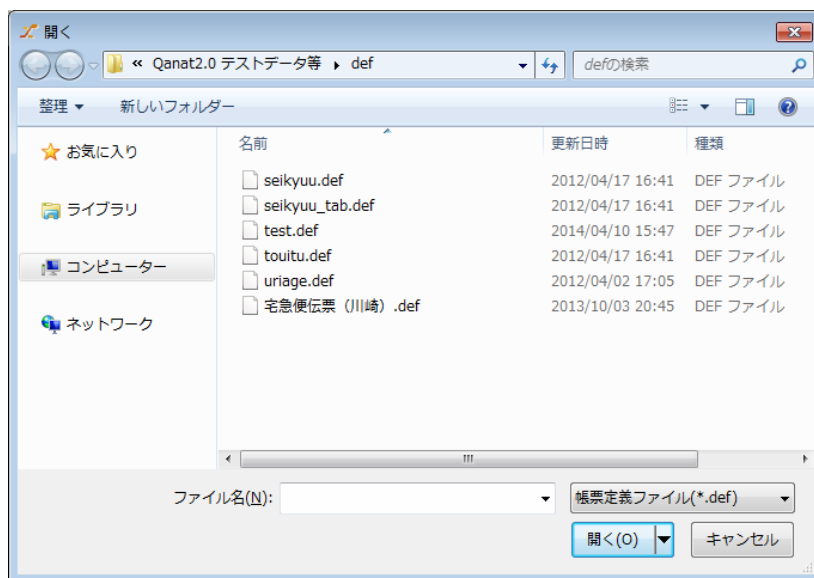 開く
« Qanat2.0 テストデータ等 ▸ def
defの検索
整理 ▼ 新しいフォルダー
お気に入り
ライブラリ
コンピューター
ネットワーク
名前 更新日時 種類
seikyuu.def 2012/04/17 16:41 DEF ファイル
seikyuu_tab.def 2012/04/17 16:41 DEF ファイル
test.def 2014/04/10 15:47 DEF ファイル
touitu.def 2012/04/17 16:41 DEF ファイル
uriage.def 2012/04/02 17:05 DEF ファイル
宅急便伝票（川崎）.def 2013/10/03 20:45 DEF ファイル
ファイル名(N):
帳票定義ファイル(*.def)
開く(O) キャンセル